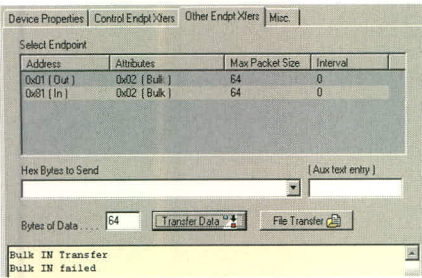 Device Properties Control Endpt Xfers Other Endpt Xfers Misc.
Select Endpoint
Address Attributes Max Packet Size Interval
0x01 ( Out ) 0x02 ( Bulk ) 64 0
0x81 ( In ) 0x02 ( Bulk ) 64 0
Hex Bytes to Send ( Aux text entry )
Bytes of Data . . . . 64 Transfer Data File Transfer
Bulk IN Transfer
Bulk IN failed